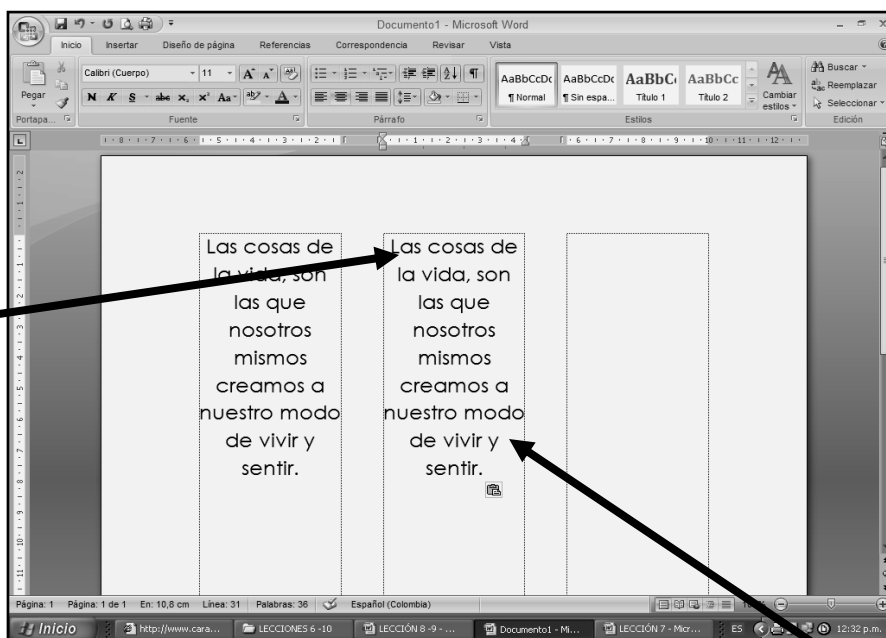 Documento1 - Microsoft Word
Inicio Insertar Diseño de página Referencias Correspondencia Revisar Vista
Calibri (Cuerpo) 11
Pegar
N K S abe x₂ x² Aa
AaBbCcDc AaBbCcDc AaBbC AaBbCc
¶ Normal ¶ Sin espa... Título 1 Título 2
Cambiar estilos
Buscar
Reemplazar
Seleccionar
Portapa... Fuente Párrafo Estilos Edición
Las cosas de
la vida, son
las que
nosotros
mismos
creamos a
nuestro modo
de vivir y
sentir.
Las cosas de
la vida, son
las que
nosotros
mismos
creamos a
nuestro modo
de vivir y
sentir.
Página: 1 Página: 1 de 1 En: 10,8 cm Línea: 31 Palabras: 36 Español (Colombia)
Inicio http://www.cara... LECCIONES 6 -10 LECCIÓN 8 -9 - ... Documento1 - Mi... LECCIÓN 7 - Micr... ES 12:32 p.m.